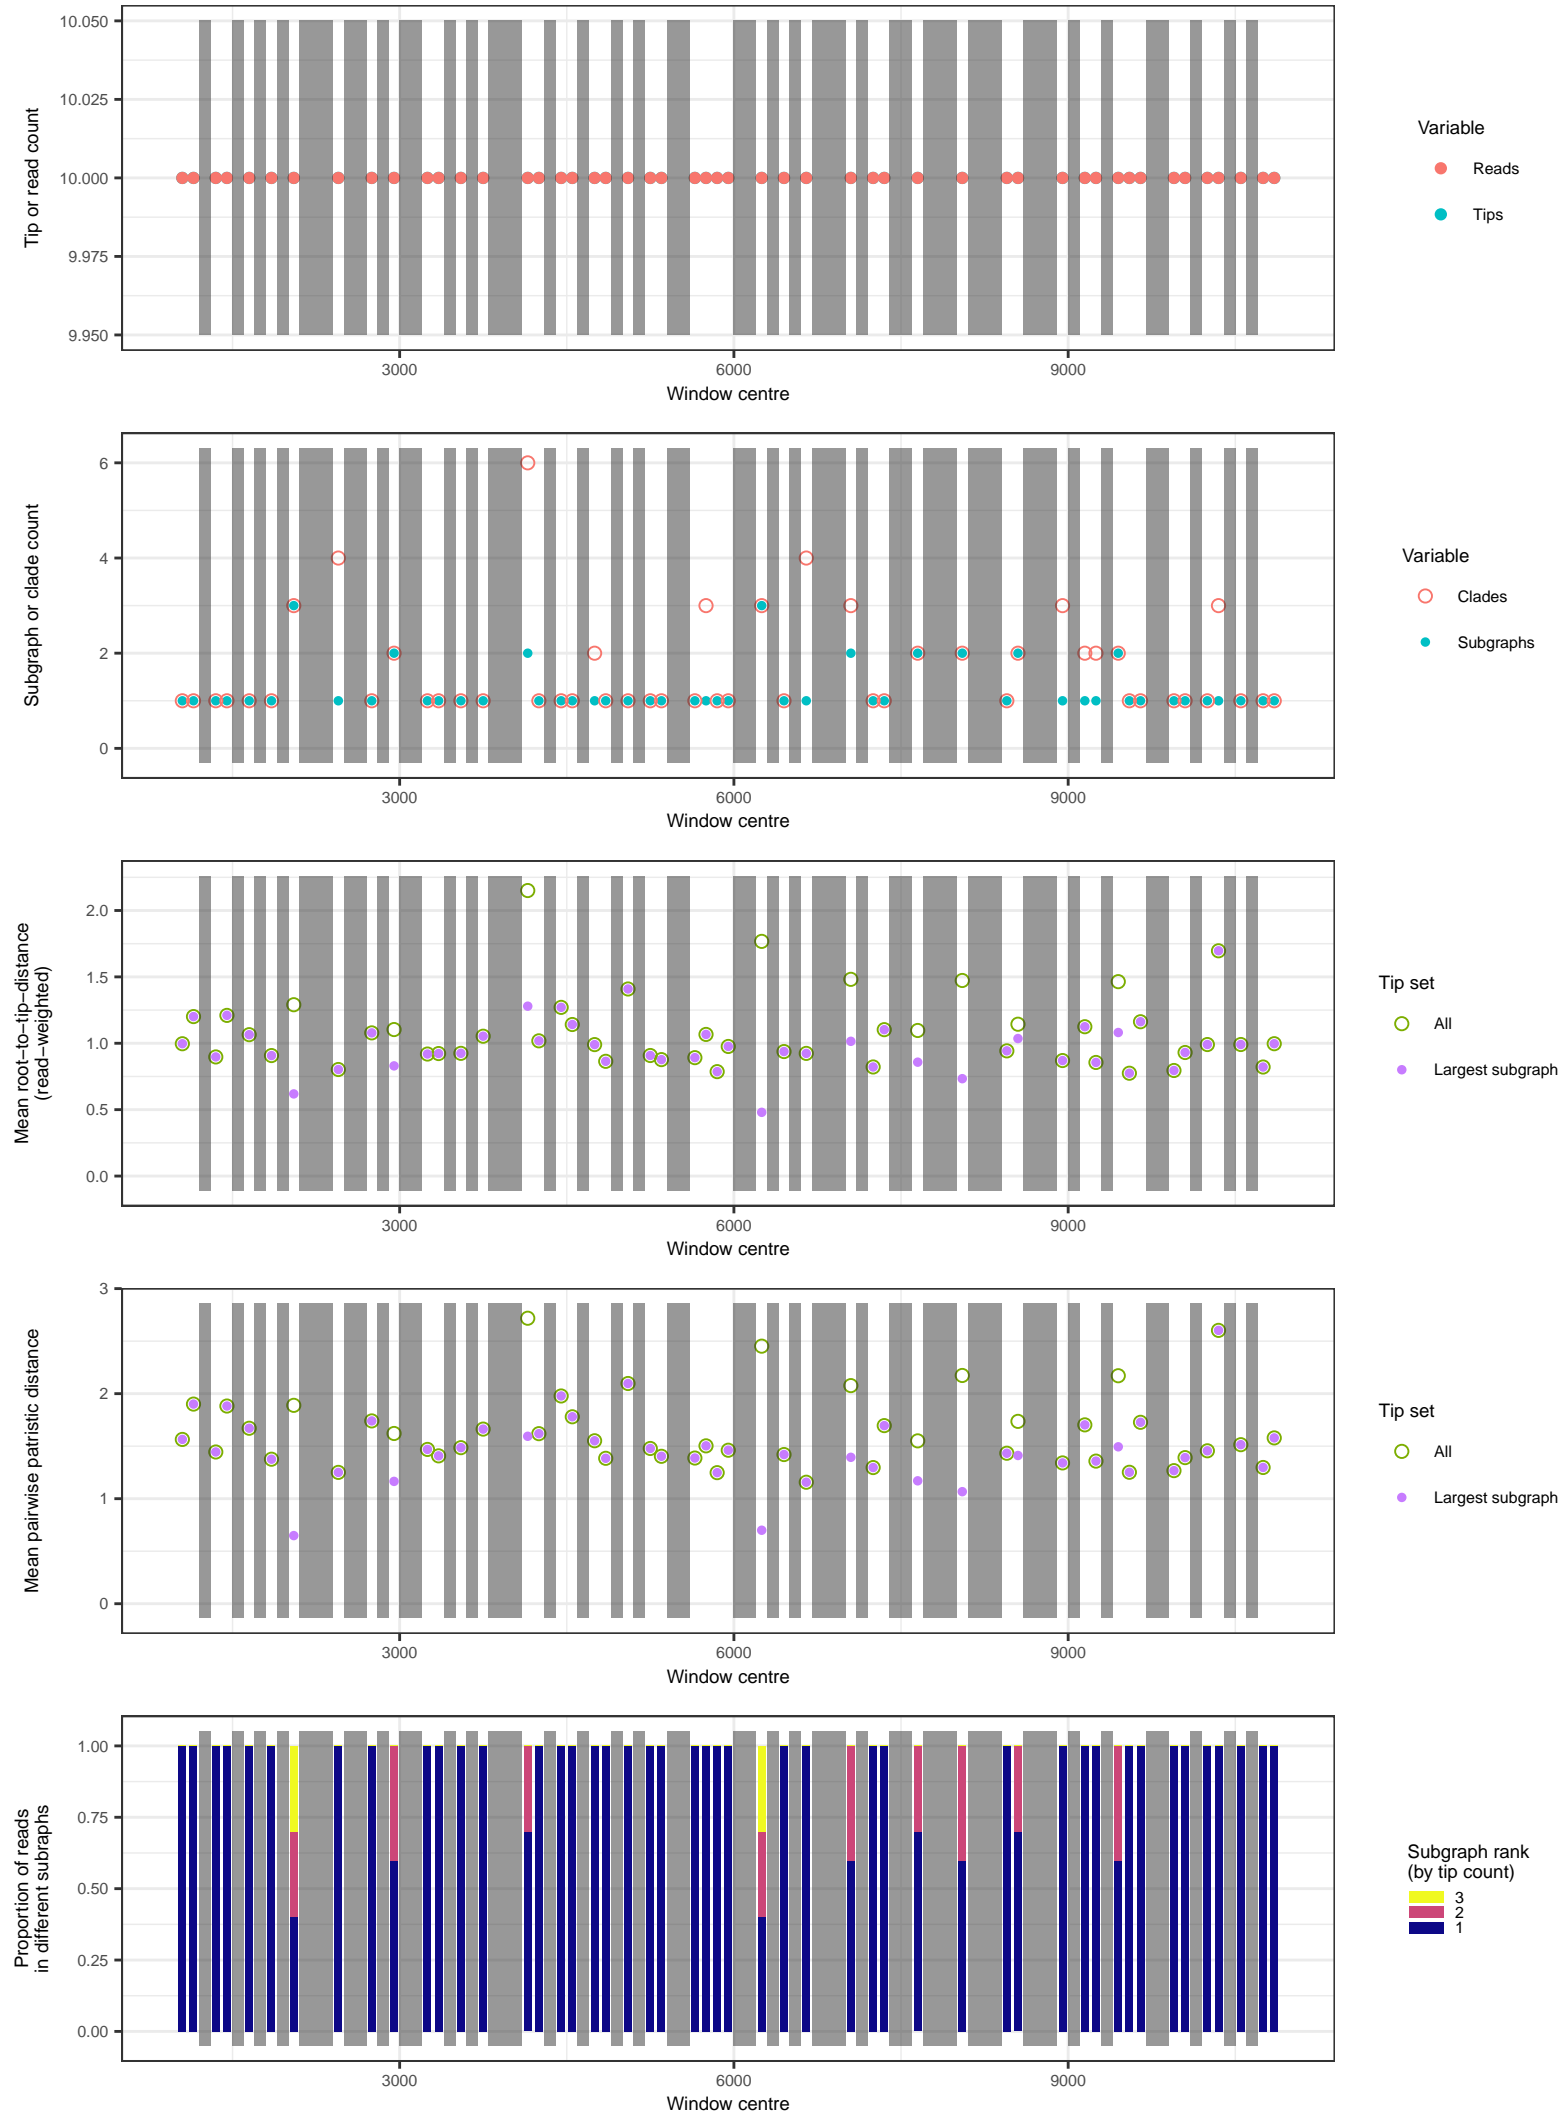 10.050
10.025
10.000
9.975
9.950
Tip or read count
3000
6000
9000
Window centre
Variable
Reads
Tips
6
4
2
0
Subgraph or clade count
3000
6000
9000
Window centre
Variable
Clades
Subgraphs
2.0
1.5
1.0
0.5
0.0
Mean root−to−tip−distance
(read−weighted)
3000
6000
9000
Window centre
Tip set
All
Largest subgraph
3
2
1
0
Mean pairwise patristic distance
3000
6000
9000
Window centre
Tip set
All
Largest subgraph
1.00
0.75
0.50
0.25
0.00
Proportion of reads
in different subraphs
3000
6000
9000
Window centre
Subgraph rank
(by tip count)
3
2
1